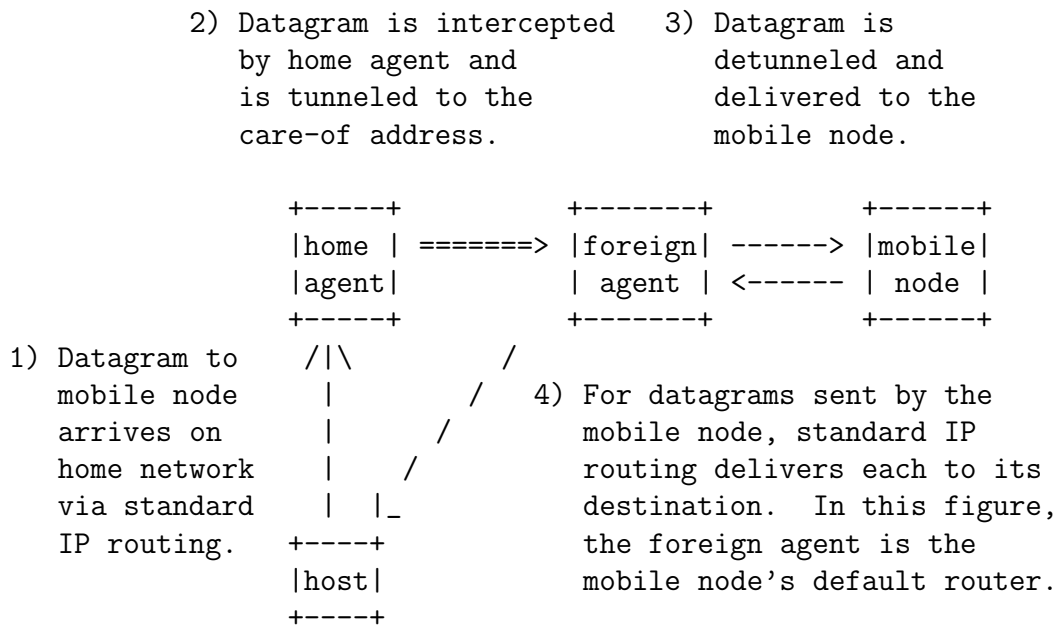 2) Datagram is intercepted   3) Datagram is
by home agent and   detunneled and
is tunneled to the   delivered to the
care-of address.   mobile node.
+-----+   +-------+   +------+
|home | =======> |foreign| ------> |mobile|
|agent|   | agent | <------ | node |
+-----+   +-------+   +------+
1) Datagram to   /|\   /
mobile node   |   /   4) For datagrams sent by the
arrives on   |   /   mobile node, standard IP
home network   |   /   routing delivers each to its
via standard   |   |_   destination.  In this figure,
IP routing.   +----+   the foreign agent is the
|host|   mobile node's default router.
+----+